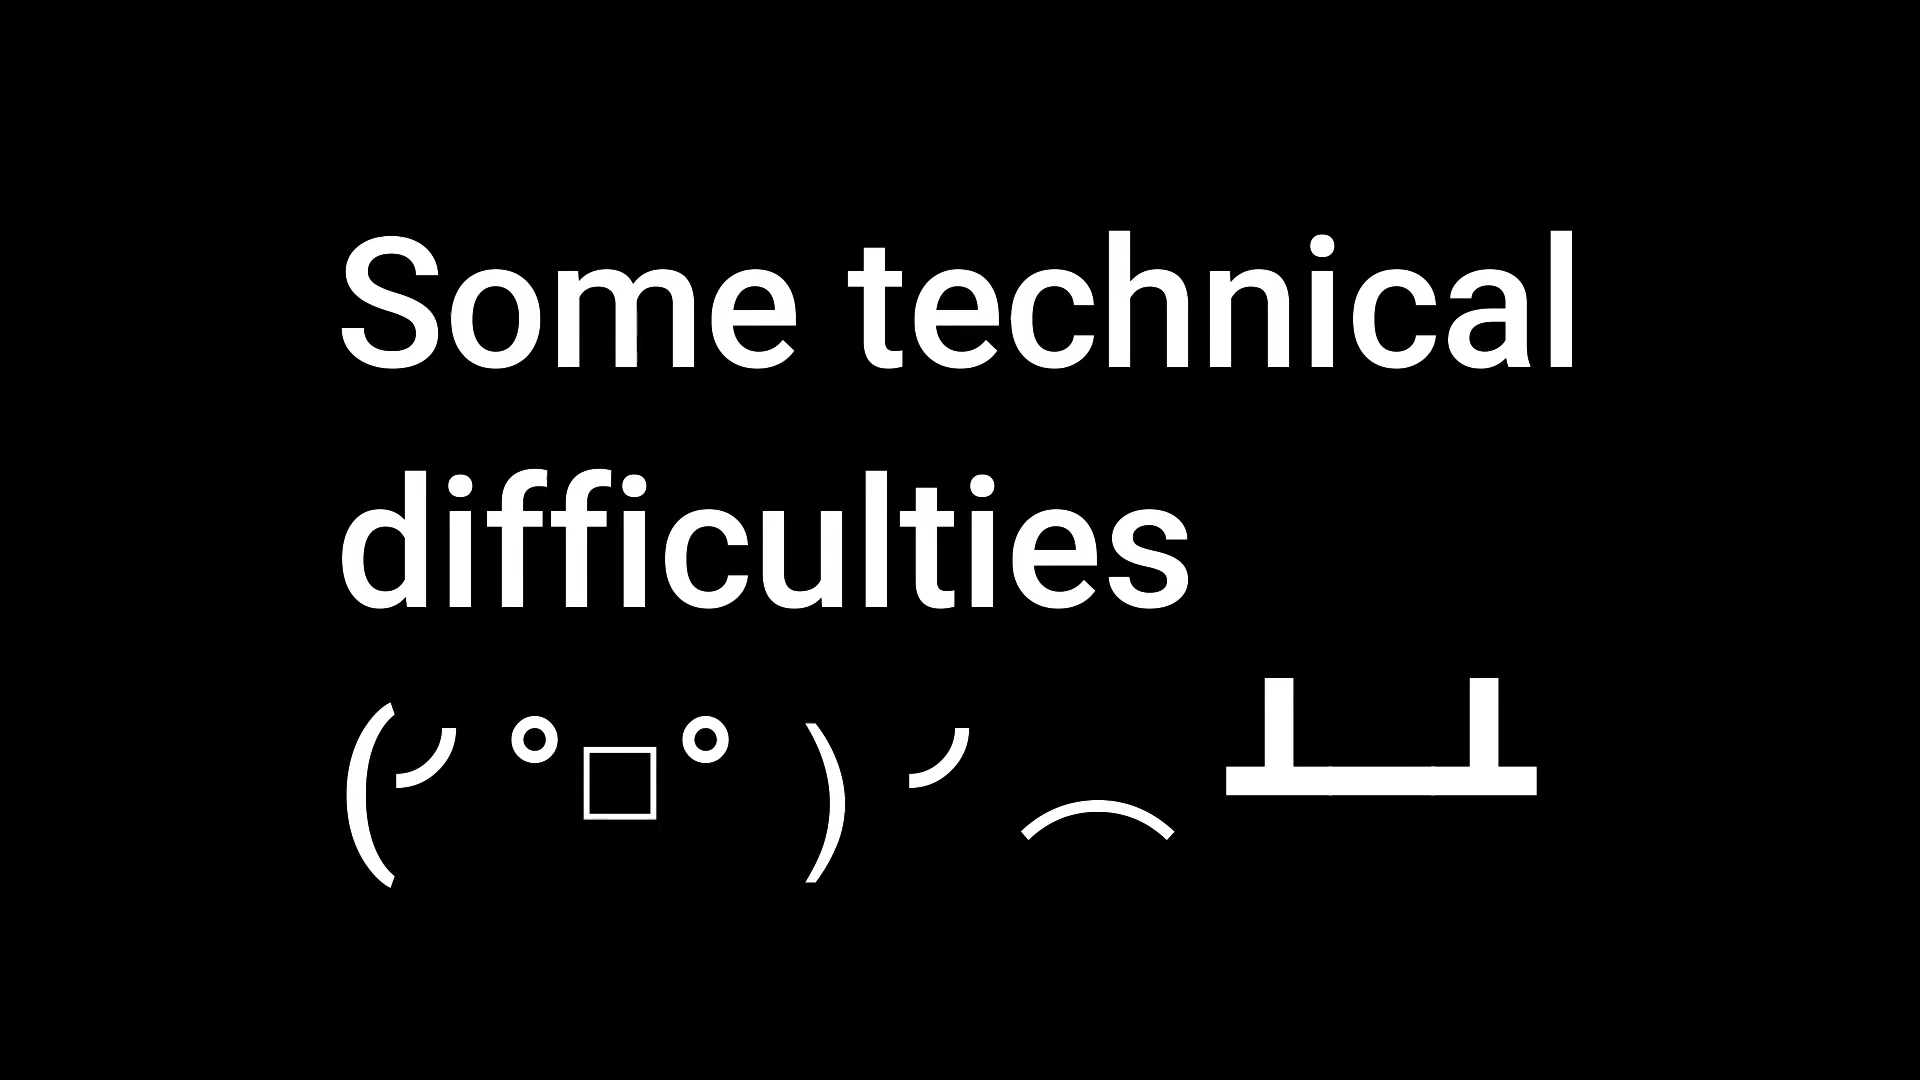 Some technical
difficulties
(╯°□°）╯︵ ┻━┻